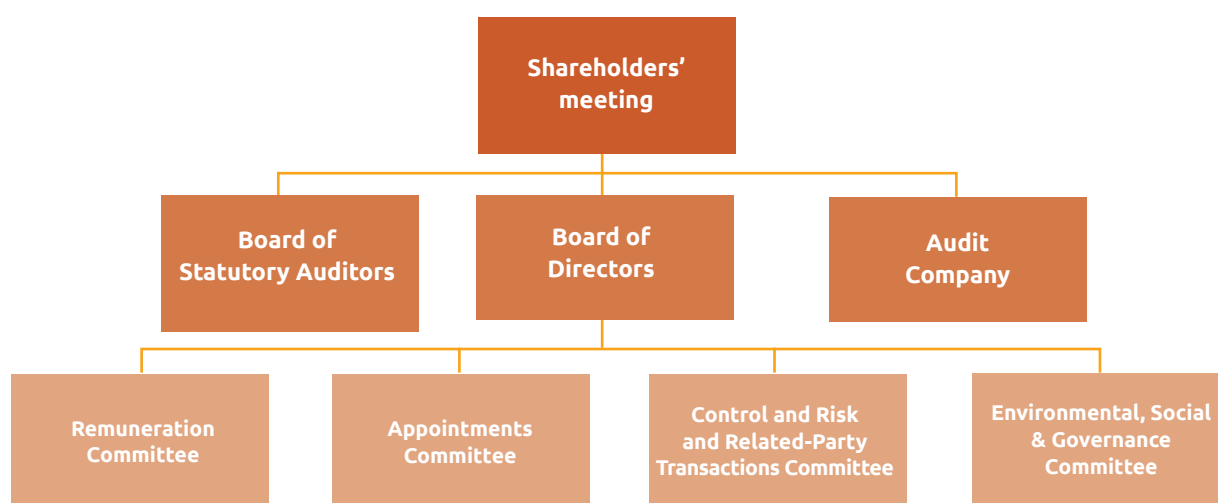 Shareholders’
meeting
Board of
Statutory Auditors
Board of
Directors
Audit
Company
Remuneration
Committee
Appointments
Committee
Control and Risk
and Related-Party
Transactions Committee
Environmental, Social
& Governance
Committee